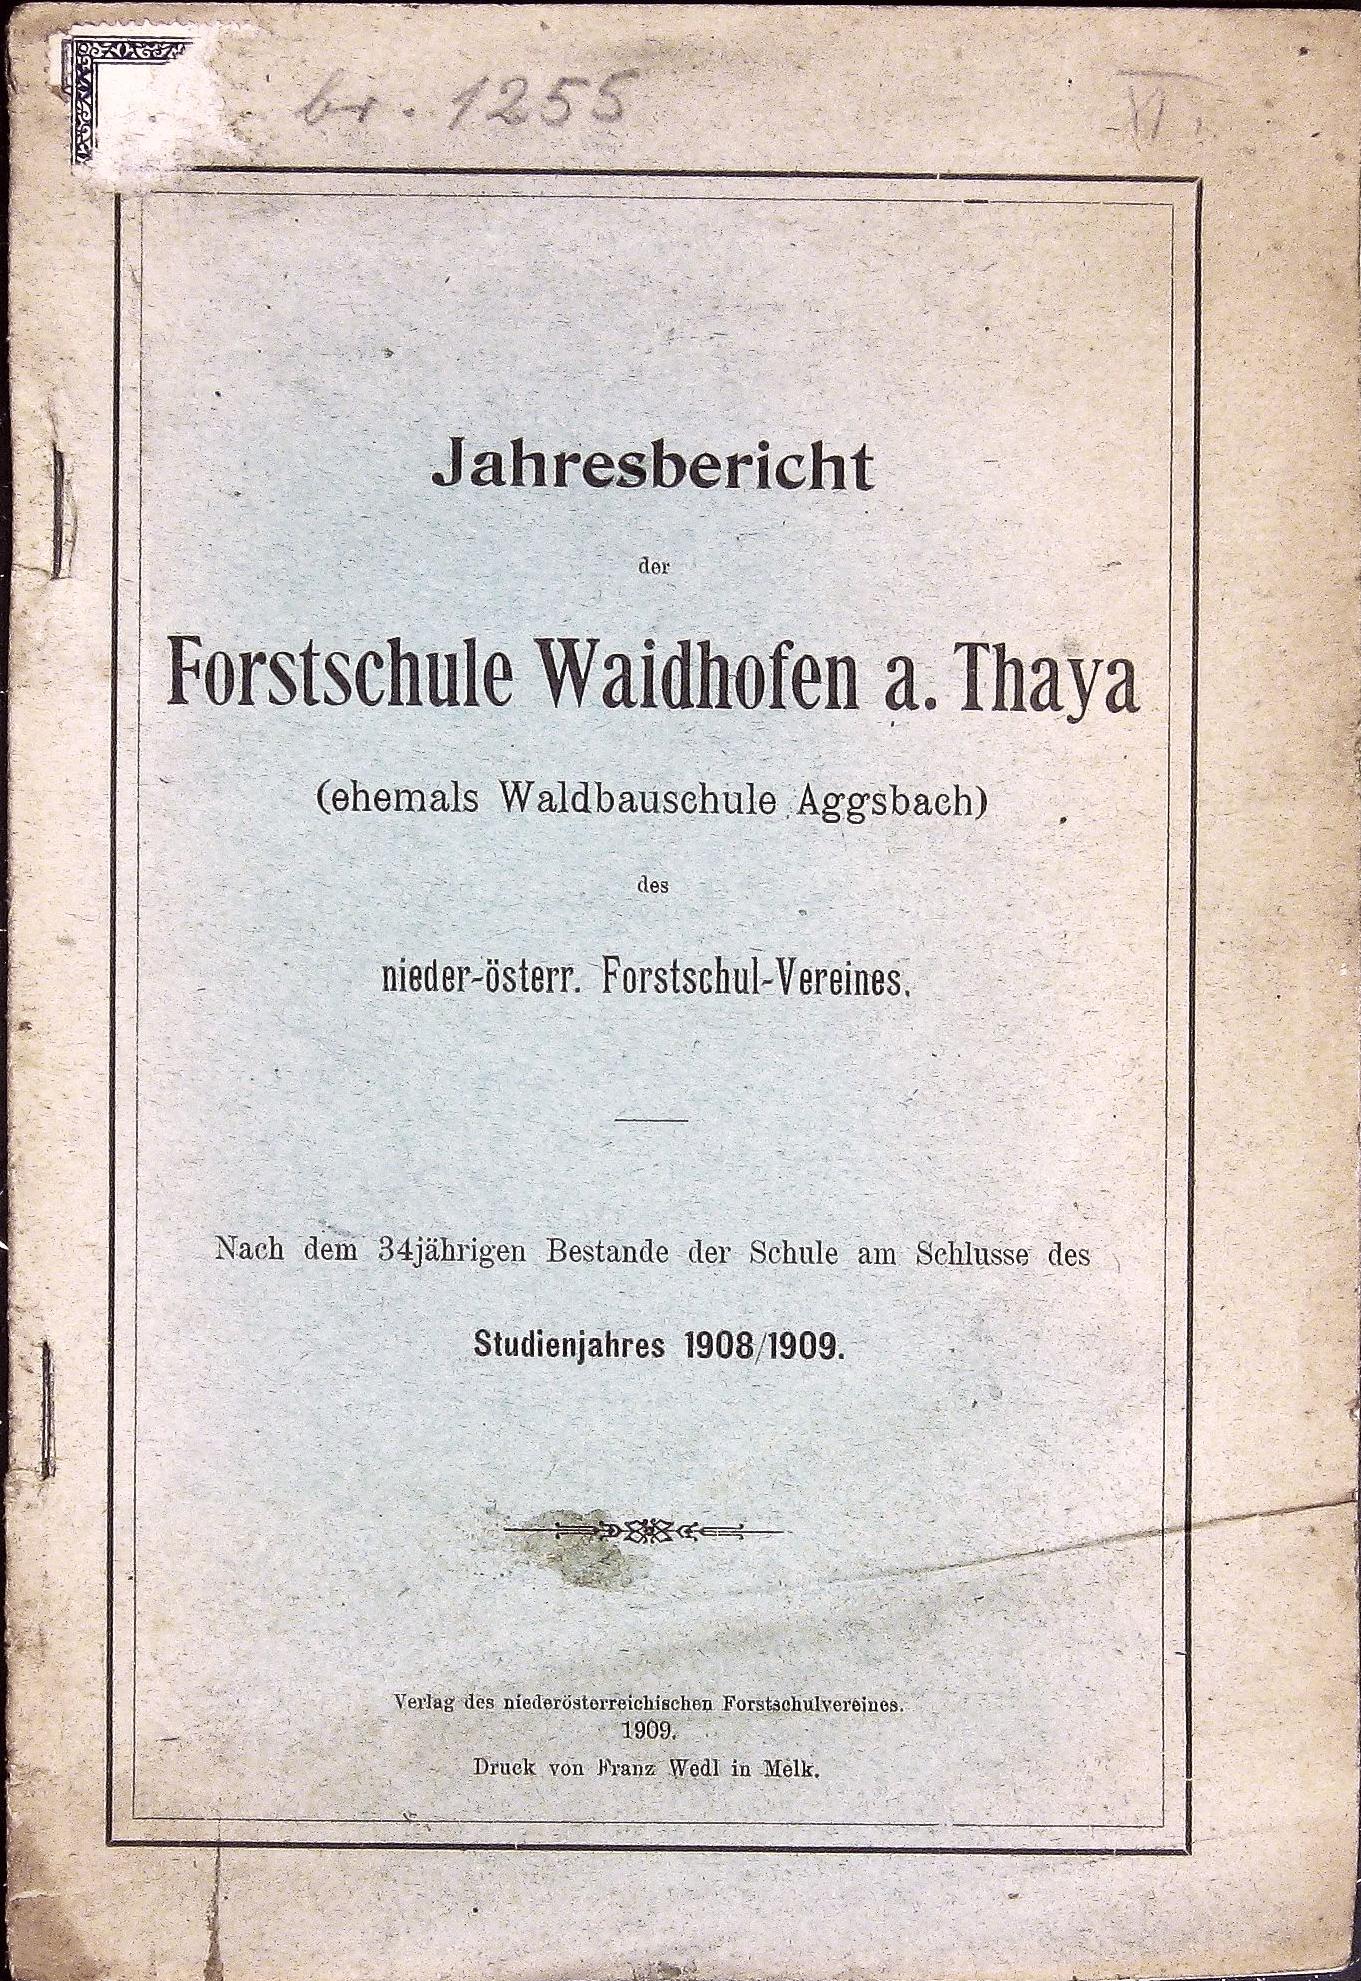 br. 1255
XI.
Jahresbericht
der
Forstschule Waidhofen a. Thaya
(ehemals Waldbauschule Aggsbach)
des
nieder-österr. Forstschul-Vereines.
Nach dem 34jährigen Bestande der Schule am Schlusse des
Studienjahres 1908/1909.
Verlag des niederösterreichischen Forstschulvereines.
1909.
Druck von Franz Wedl in Melk.